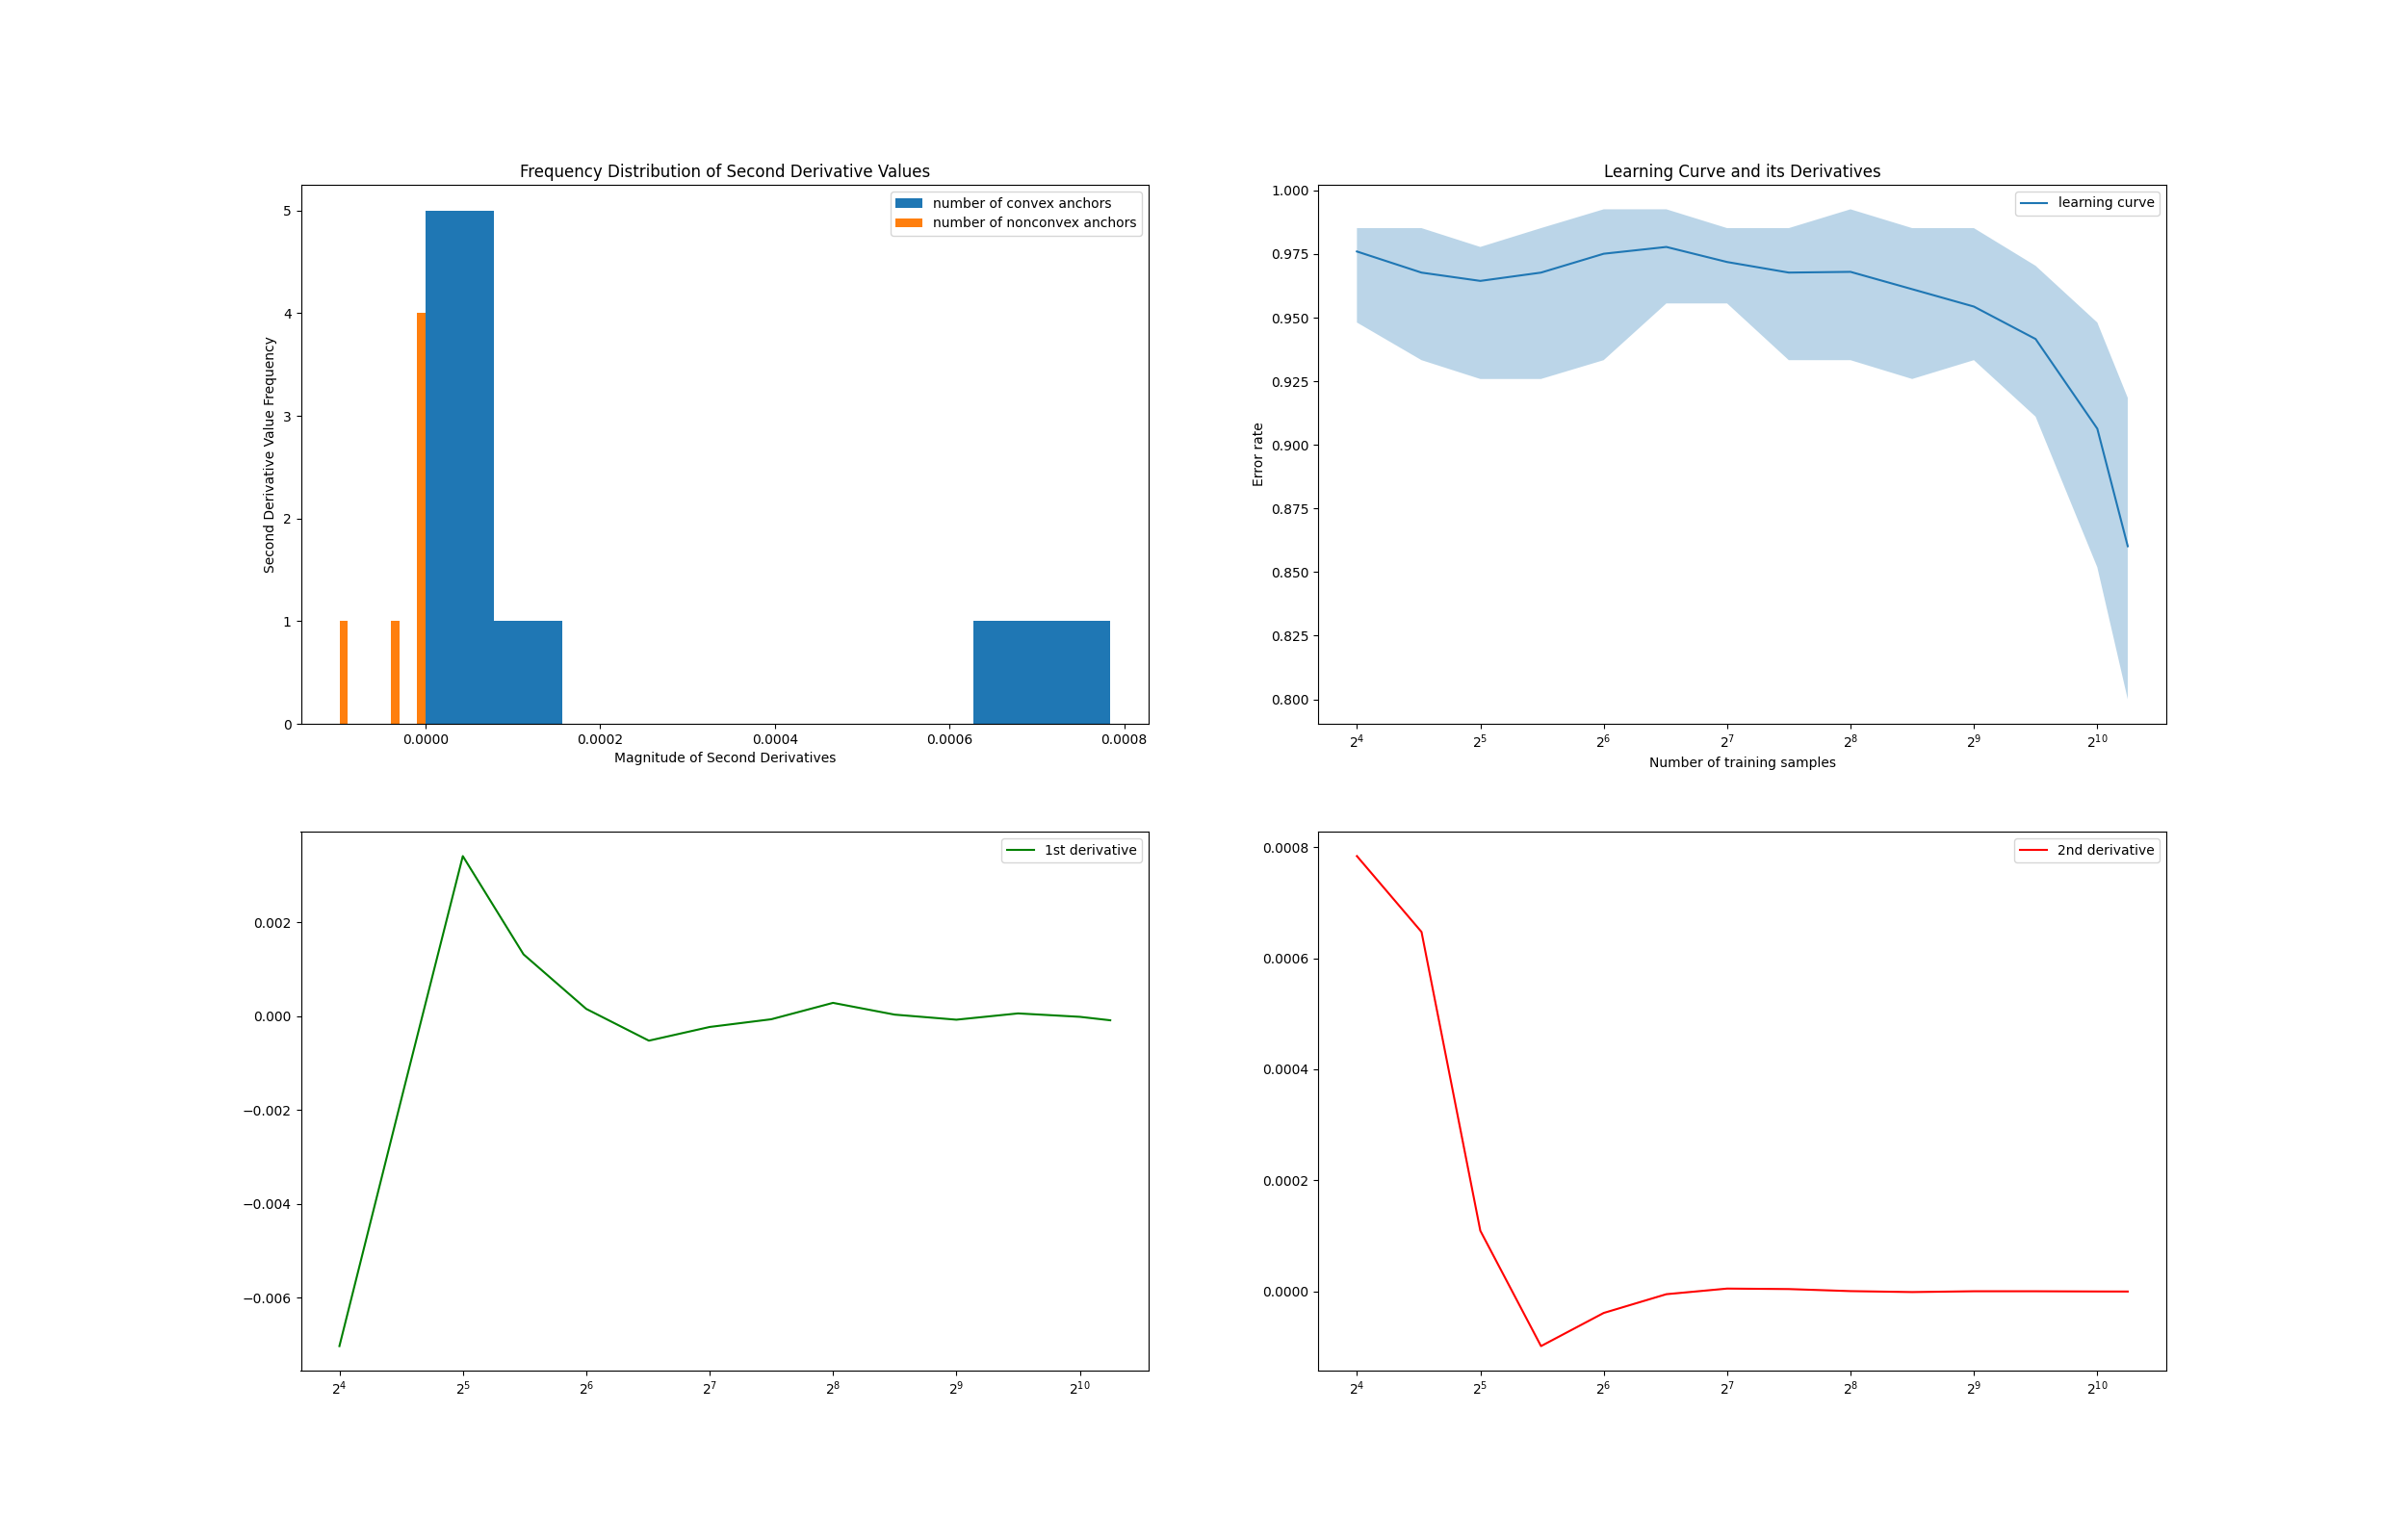 Frequency Distribution of Second Derivative Values
number of convex anchors
number of nonconvex anchors
Second Derivative Value Frequency
5
4
3
2
1
0
0.0000 0.0002 0.0004 0.0006 0.0008
Magnitude of Second Derivatives
Learning Curve and its Derivatives
learning curve
Error rate
1.000
0.975
0.950
0.925
0.900
0.875
0.850
0.825
0.800
2⁴ 2⁵ 2⁶ 2⁷ 2⁸ 2⁹ 2¹⁰
Number of training samples
1st derivative
0.002
0.000
−0.002
−0.004
−0.006
2⁴ 2⁵ 2⁶ 2⁷ 2⁸ 2⁹ 2¹⁰
2nd derivative
0.0008
0.0006
0.0004
0.0002
0.0000
2⁴ 2⁵ 2⁶ 2⁷ 2⁸ 2⁹ 2¹⁰